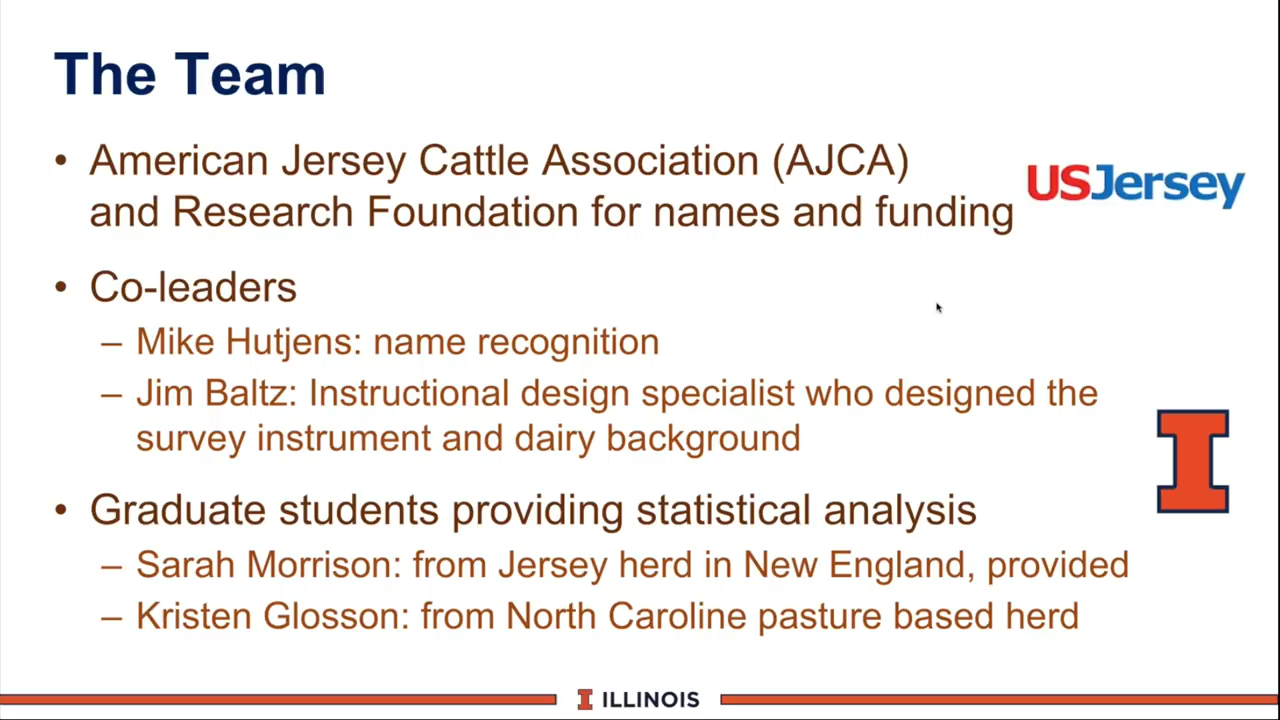 The Team
• American Jersey Cattle Association (AJCA)
and Research Foundation for names and funding
USJersey
• Co-leaders
– Mike Hutjens: name recognition
– Jim Baltz: Instructional design specialist who designed the
survey instrument and dairy background
I
• Graduate students providing statistical analysis
– Sarah Morrison: from Jersey herd in New England, provided
– Kristen Glosson: from North Caroline pasture based herd
I ILLINOIS